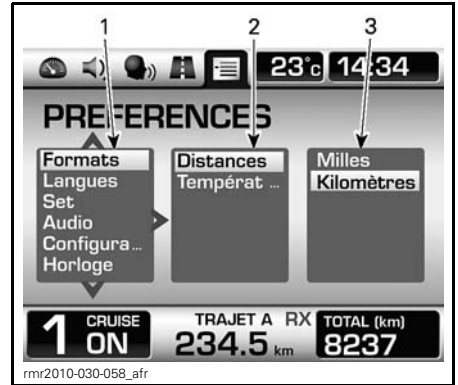 1 2 3
23°c 14:34
PREFERENCES
Formats
Langues
Set
Audio
Configura ...
Horloge
Distances
Températ ...
Milles
Kilomètres
1 CRUISE ON
TRAJET A RX
234.5 km
TOTAL (km)
8237
rmr2010-030-058_afr